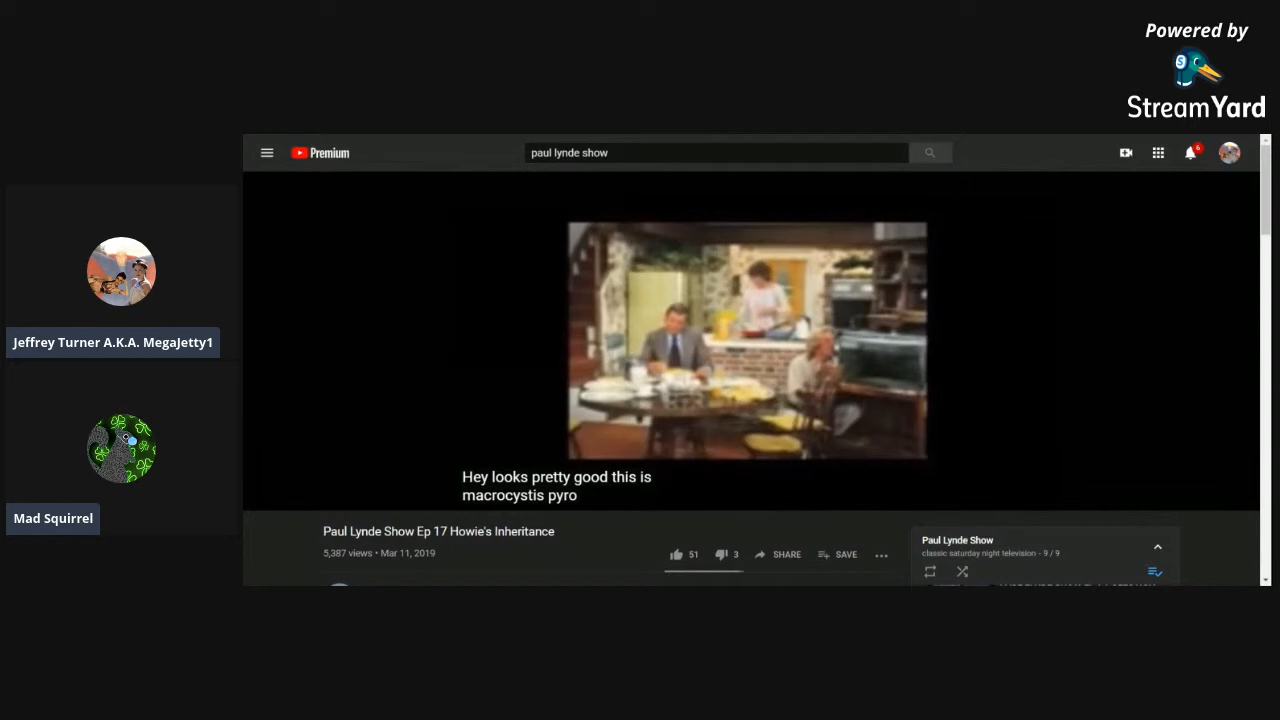 Powered by
StreamYard
Premium
paul lynde show
6
Jeffrey Turner A.K.A. MegaJetty1
Mad Squirrel
Hey looks pretty good this is
macrocystis pyro
Paul Lynde Show Ep 17 Howie's Inheritance
5,387 views • Mar 11, 2019
51
3
SHARE
SAVE
Paul Lynde Show
classic saturday night television - 9 / 9